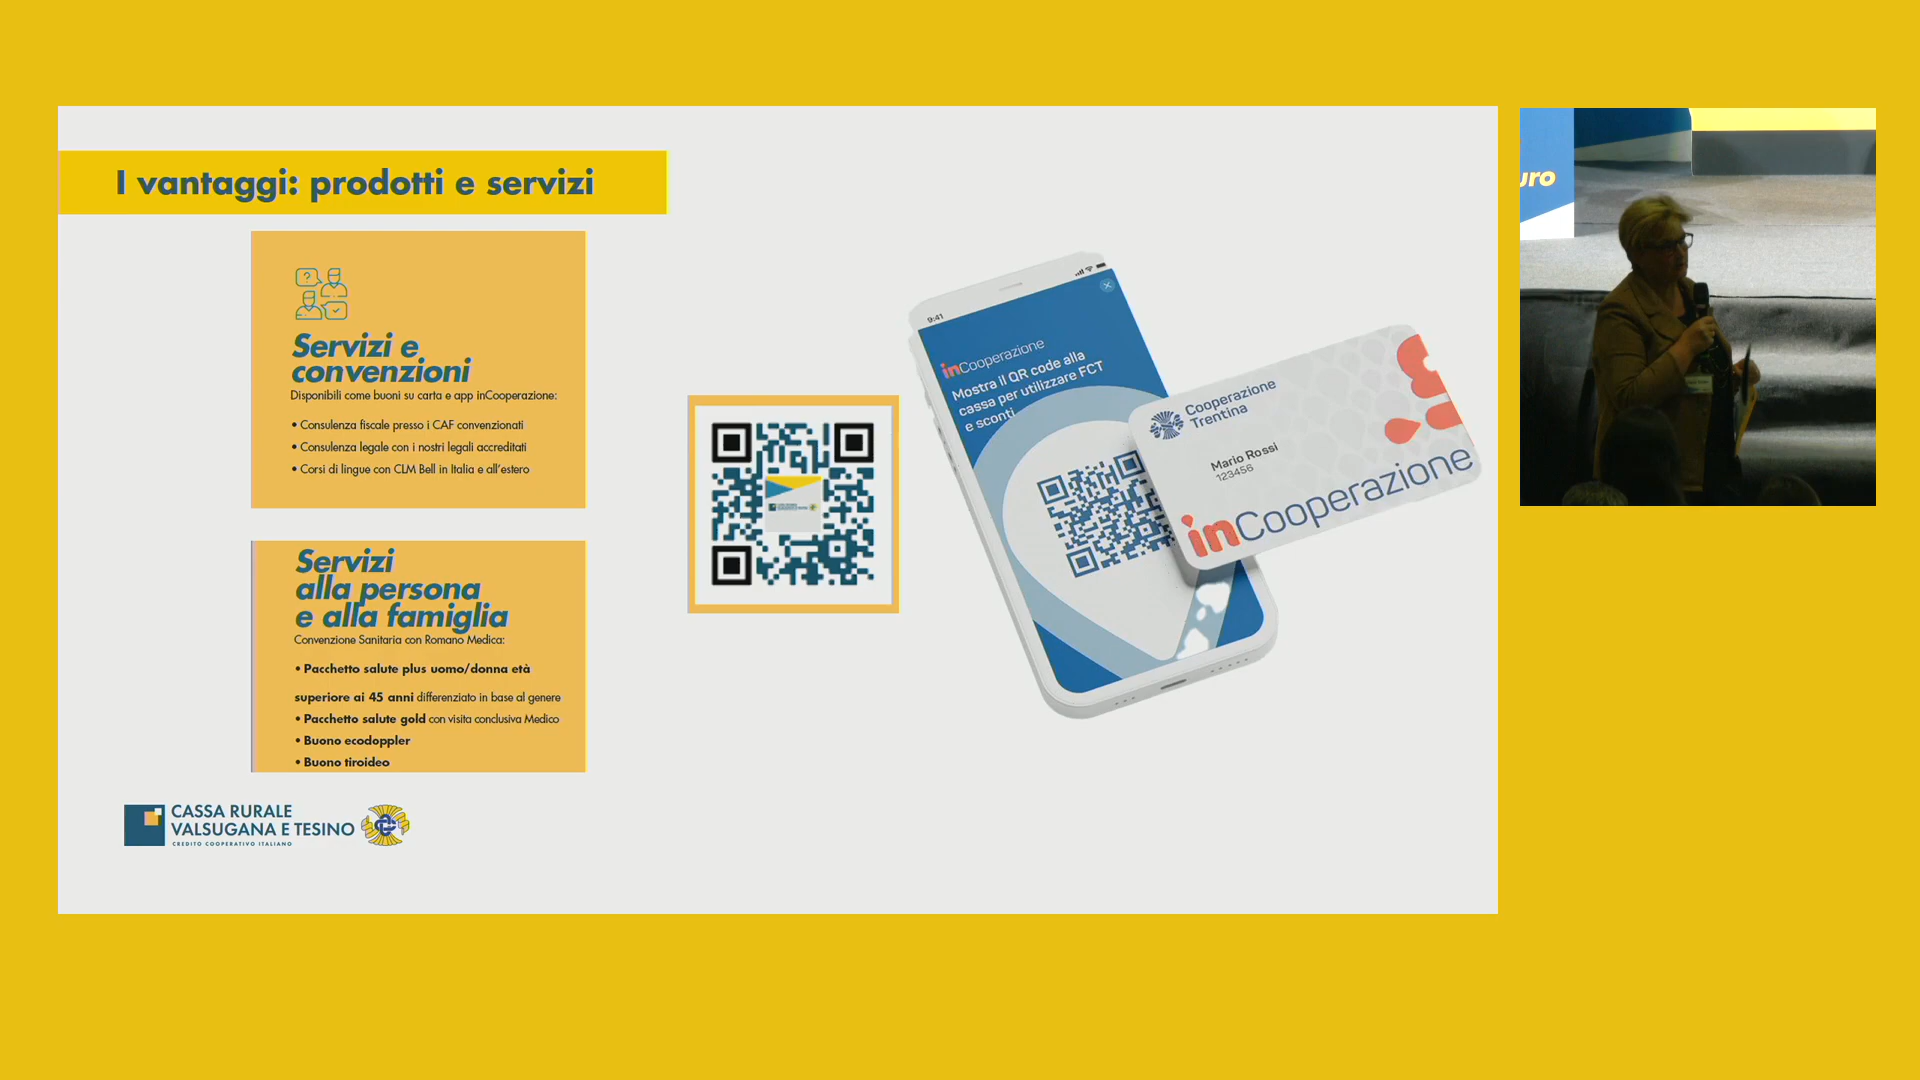 I vantaggi: prodotti e servizi
Servizi e
convenzioni
Disponibili come buoni su carta e app inCooperazione:
• Consulenza fiscale presso i CAF convenzionati
• Consulenza legale con i nostri legali accreditati
• Corsi di lingue con CLM Bell in Italia e all'estero
Servizi
alla persona
e alla famiglia
Convenzione Sanitaria con Romano Medica:
• Pacchetto salute plus uomo/donna età
superiore ai 45 anni differenziato in base al genere
• Pacchetto salute gold con visita conclusiva Medico
• Buono ecodoppler
• Buono tiroideo
CASSA RURALE
VALSUGANA E TESINO
CREDITO COOPERATIVO ITALIANO
9:41
inCooperazione
Mostra il QR code alla
cassa per utilizzare FCT
e sconti
Cooperazione
Trentina
Mario Rossi
123456
inCooperazione
uro